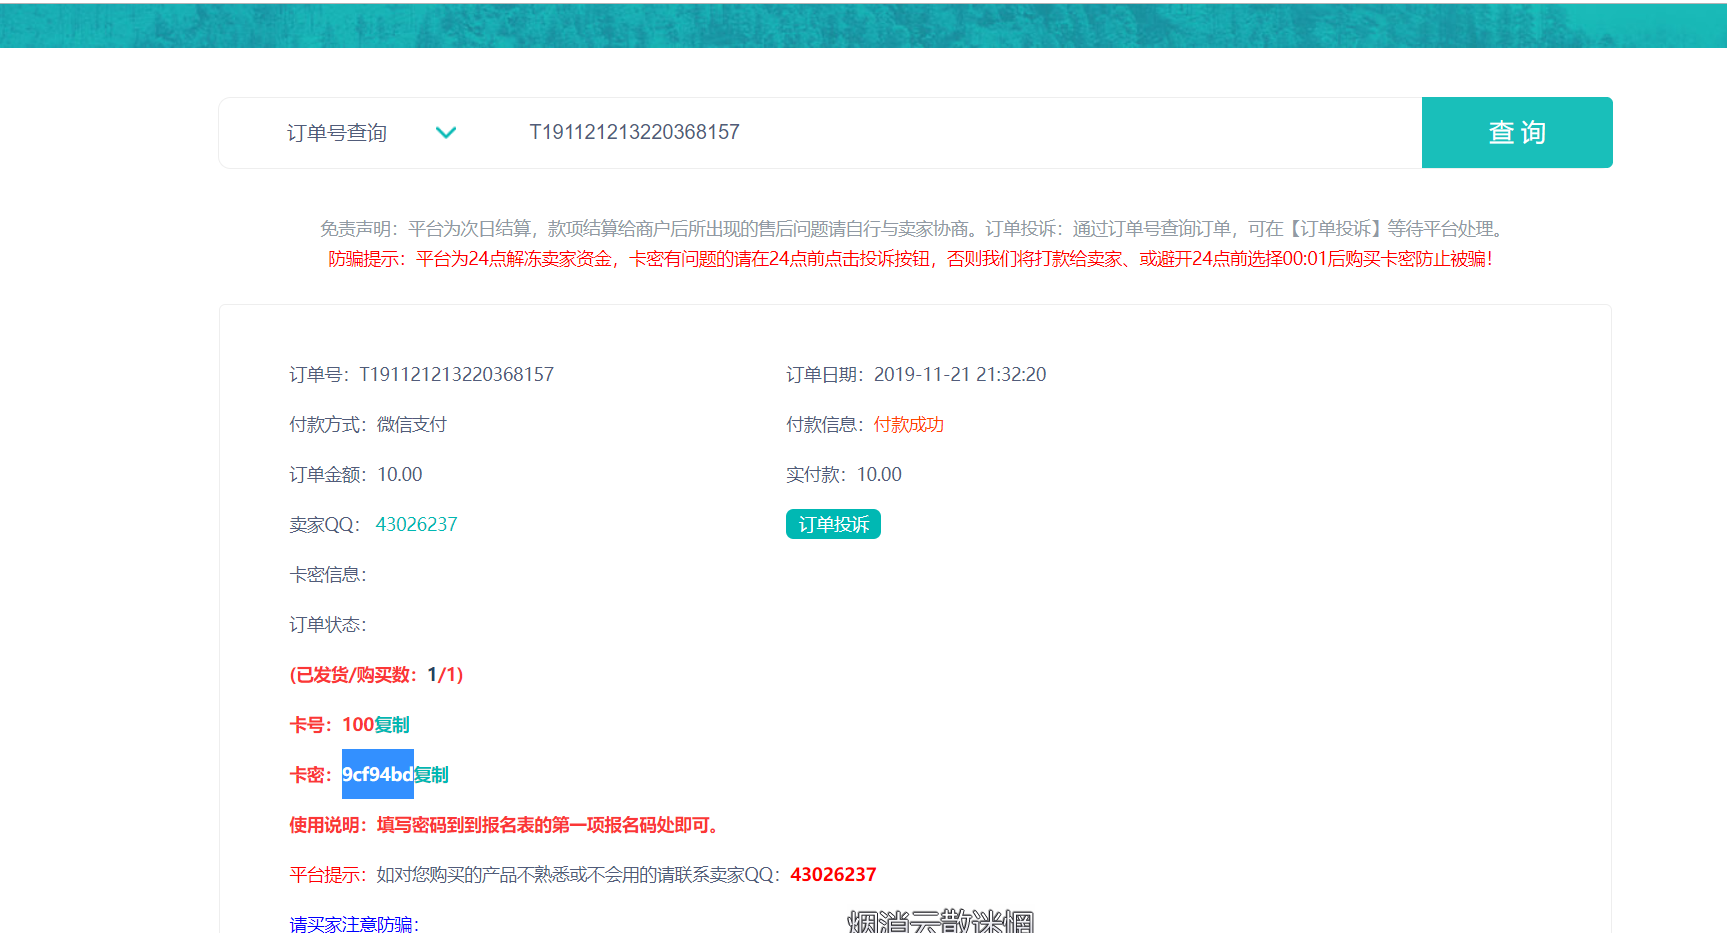 订单号查询 T191121213220368157 查 询
免责声明：平台为次日结算，款项结算给商户后所出现的售后问题请自行与卖家协商。订单投诉：通过订单号查询订单，可在【订单投诉】等待平台处理。
防骗提示：平台为24点解冻卖家资金，卡密有问题的请在24点前点击投诉按钮，否则我们将打款给卖家、或避开24点前选择00:01后购买卡密防止被骗！
订单号：T191121213220368157 订单日期：2019-11-21 21:32:20
付款方式：微信支付 付款信息：付款成功
订单金额：10.00 实付款：10.00
卖家QQ： 43026237 订单投诉
卡密信息：
订单状态：
(已发货/购买数：1/1)
卡号：100复制
卡密：9cf94bd复制
使用说明：填写密码到到报名表的第一项报名码处即可。
平台提示：如对您购买的产品不熟悉或不会用的请联系卖家QQ：43026237
请买家注意防骗：
烟消云散迷惘